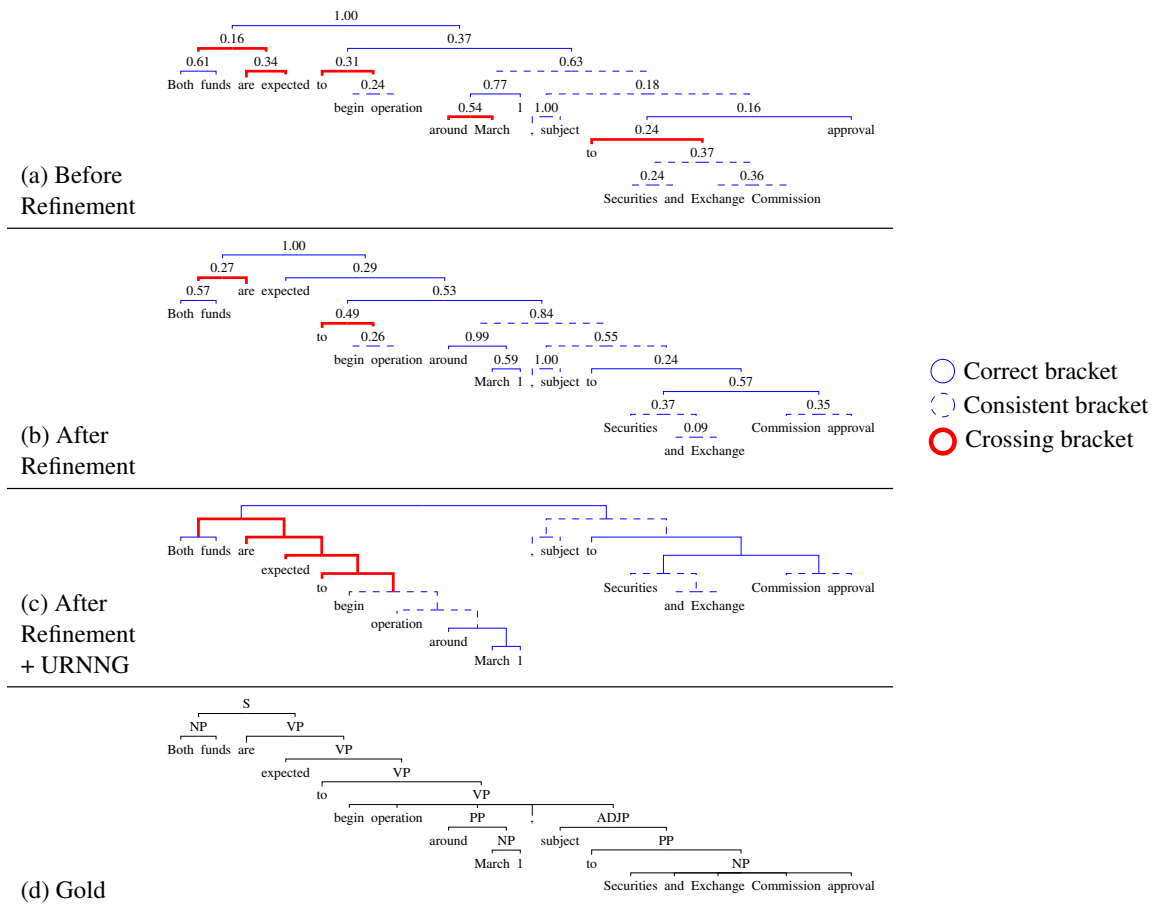 1.00
0.16 0.37
0.61 0.34 0.31 0.63
Both funds are expected to 0.24 0.77 0.18
begin operation 0.54 1 1.00 0.16
around March , subject 0.24 approval
to 0.37
0.24 0.36
Securities and Exchange Commission
(a) Before
Refinement
1.00
0.27 0.29
0.57 are expected 0.53
Both funds 0.49 0.84
to 0.26 0.99 0.55
begin operation around 0.59 1.00 0.24
March 1 , subject to 0.57
0.37 0.35
Securities 0.09 Commission approval
and Exchange
(b) After
Refinement
Correct bracket
Consistent bracket
Crossing bracket
Both funds are , subject to
expected
to Securities Commission approval
begin and Exchange
operation
around
March 1
(c) After
Refinement
+ URNNG
S
NP VP
Both funds are VP
expected VP
to VP
begin operation PP , ADJP
around NP subject PP
March 1 to NP
Securities and Exchange Commission approval
(d) Gold